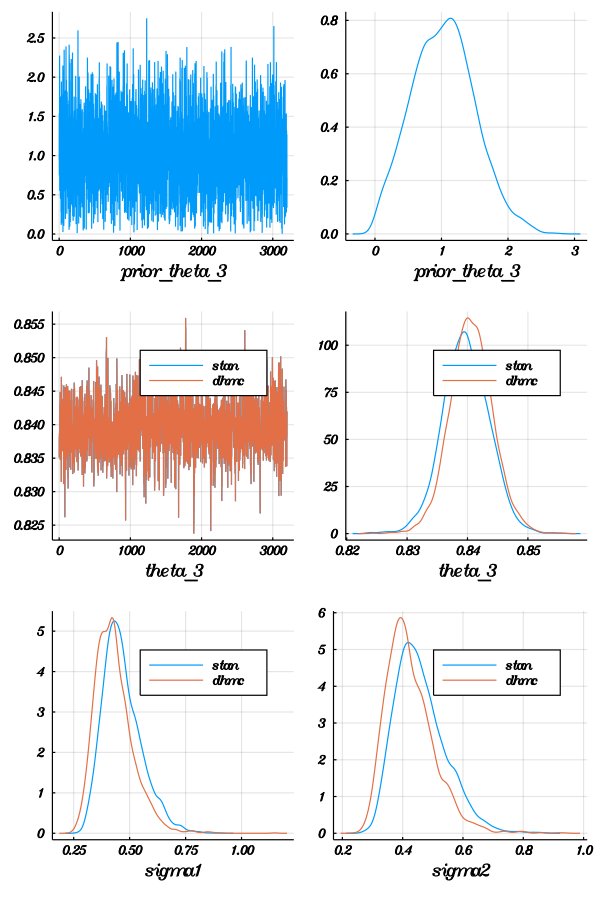 2.5
2.0
1.5
1.0
0.5
0.0
0 1000 2000 3000
prior_theta_3
0.8
0.6
0.4
0.2
0.0
0 1 2 3
prior_theta_3
0.855
0.850
0.845
0.840
0.835
0.830
0.825
stan
dhmc
0 1000 2000 3000
theta_3
100
75
50
25
0
stan
dhmc
0.82 0.83 0.84 0.85
theta_3
5
4
3
2
1
0
stan
dhmc
0.25 0.50 0.75 1.00
sigma1
6
5
4
3
2
1
0
stan
dhmc
0.2 0.4 0.6 0.8 1.0
sigma2